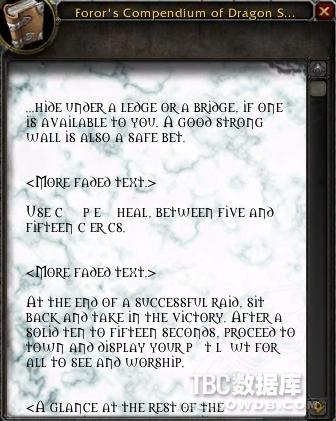 Foror's Compendium of Dragon S...
...hide under a ledge or a bridge, if one
is available to you. A good strong
wall is also a safe bet.
<More faded text.>
Use c p e heal, between five and
fifteen c er cs.
<More faded text.>
At the end of a successful raid, sit
back and take in the victory. After a
solid ten to fifteen seconds, proceed to
town and display your p t l wt for
all to see and worship.
<A glance at the rest of the
TBC数据库